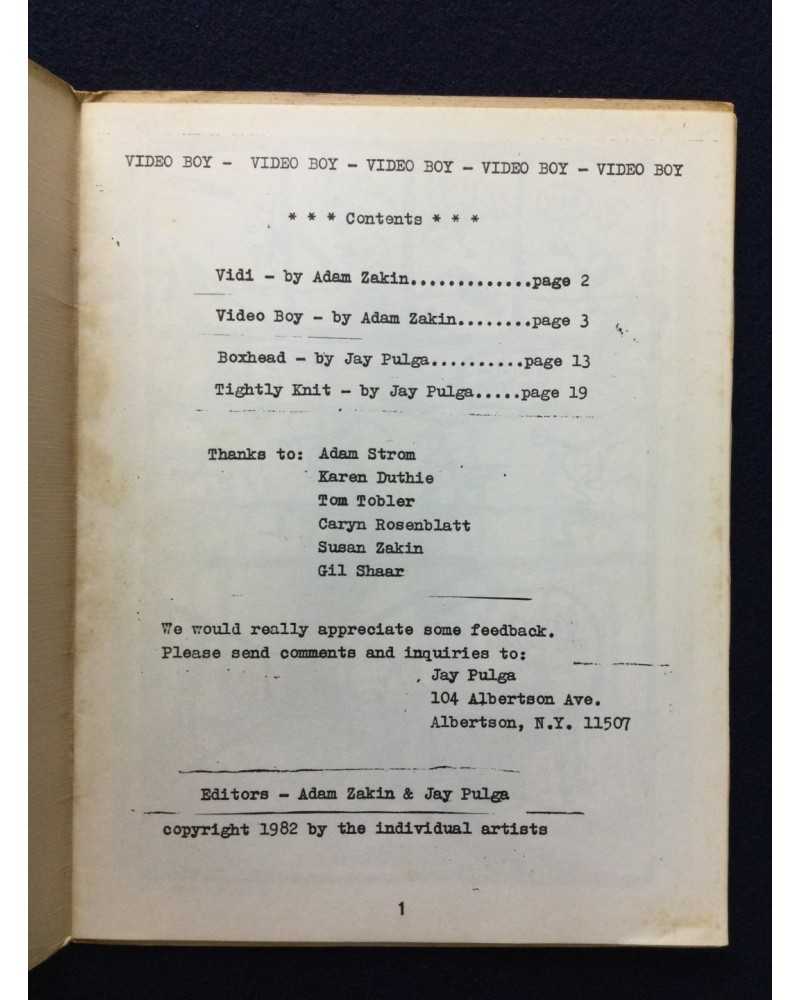 VIDEO BOY - VIDEO BOY - VIDEO BOY - VIDEO BOY - VIDEO BOY
* * * Contents * * *
Vidi - by Adam Zakin.............page 2
Video Boy - by Adam Zakin........page 3
Boxhead - by Jay Pulga..........page 13
Tightly Knit - by Jay Pulga.....page 19
Thanks to: Adam Strom
Karen Duthie
Tom Tobler
Caryn Rosenblatt
Susan Zakin
Gil Shaar
We would really appreciate some feedback.
Please send comments and inquiries to:
Jay Pulga
104 Albertson Ave.
Albertson, N.Y. 11507
Editors - Adam Zakin & Jay Pulga
copyright 1982 by the individual artists
1